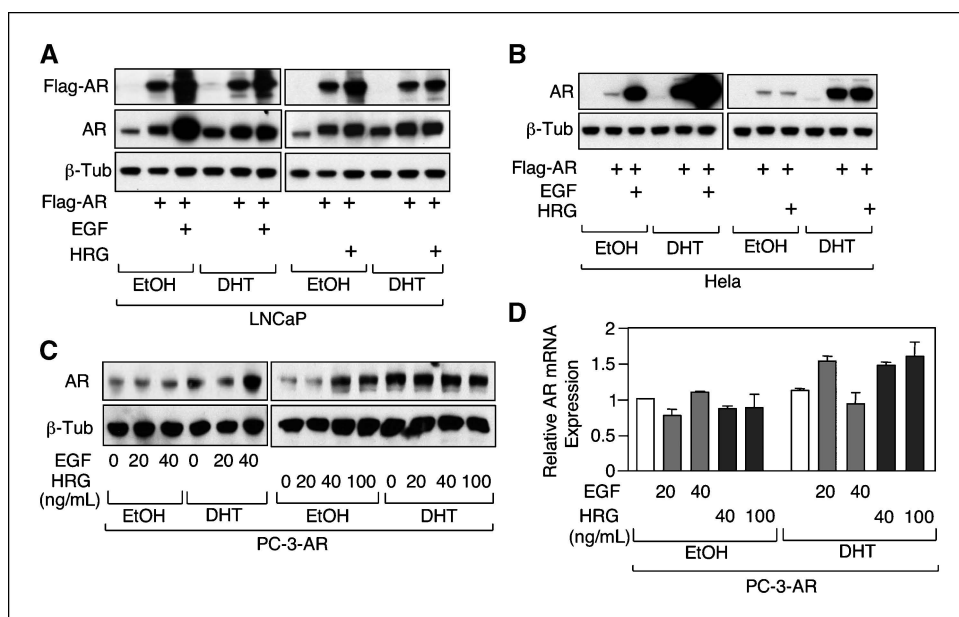 A
Flag-AR
AR
β-Tub
Flag-AR + + + + + + + +
EGF + +
HRG + +
EtOH DHT EtOH DHT
LNCaP
B
AR
β-Tub
Flag-AR + + + + + + + +
EGF + +
HRG + +
EtOH DHT EtOH DHT
Hela
C
AR
β-Tub
EGF 0 20 40 0 20 40
HRG 0 20 40 100 0 20 40 100
(ng/mL)
EtOH DHT EtOH DHT
PC-3-AR
D
Relative AR mRNA
Expression
2
1.5
1
0.5
0
EGF 20 40 20 40
HRG 40 100 40 100
(ng/mL)
EtOH DHT
PC-3-AR